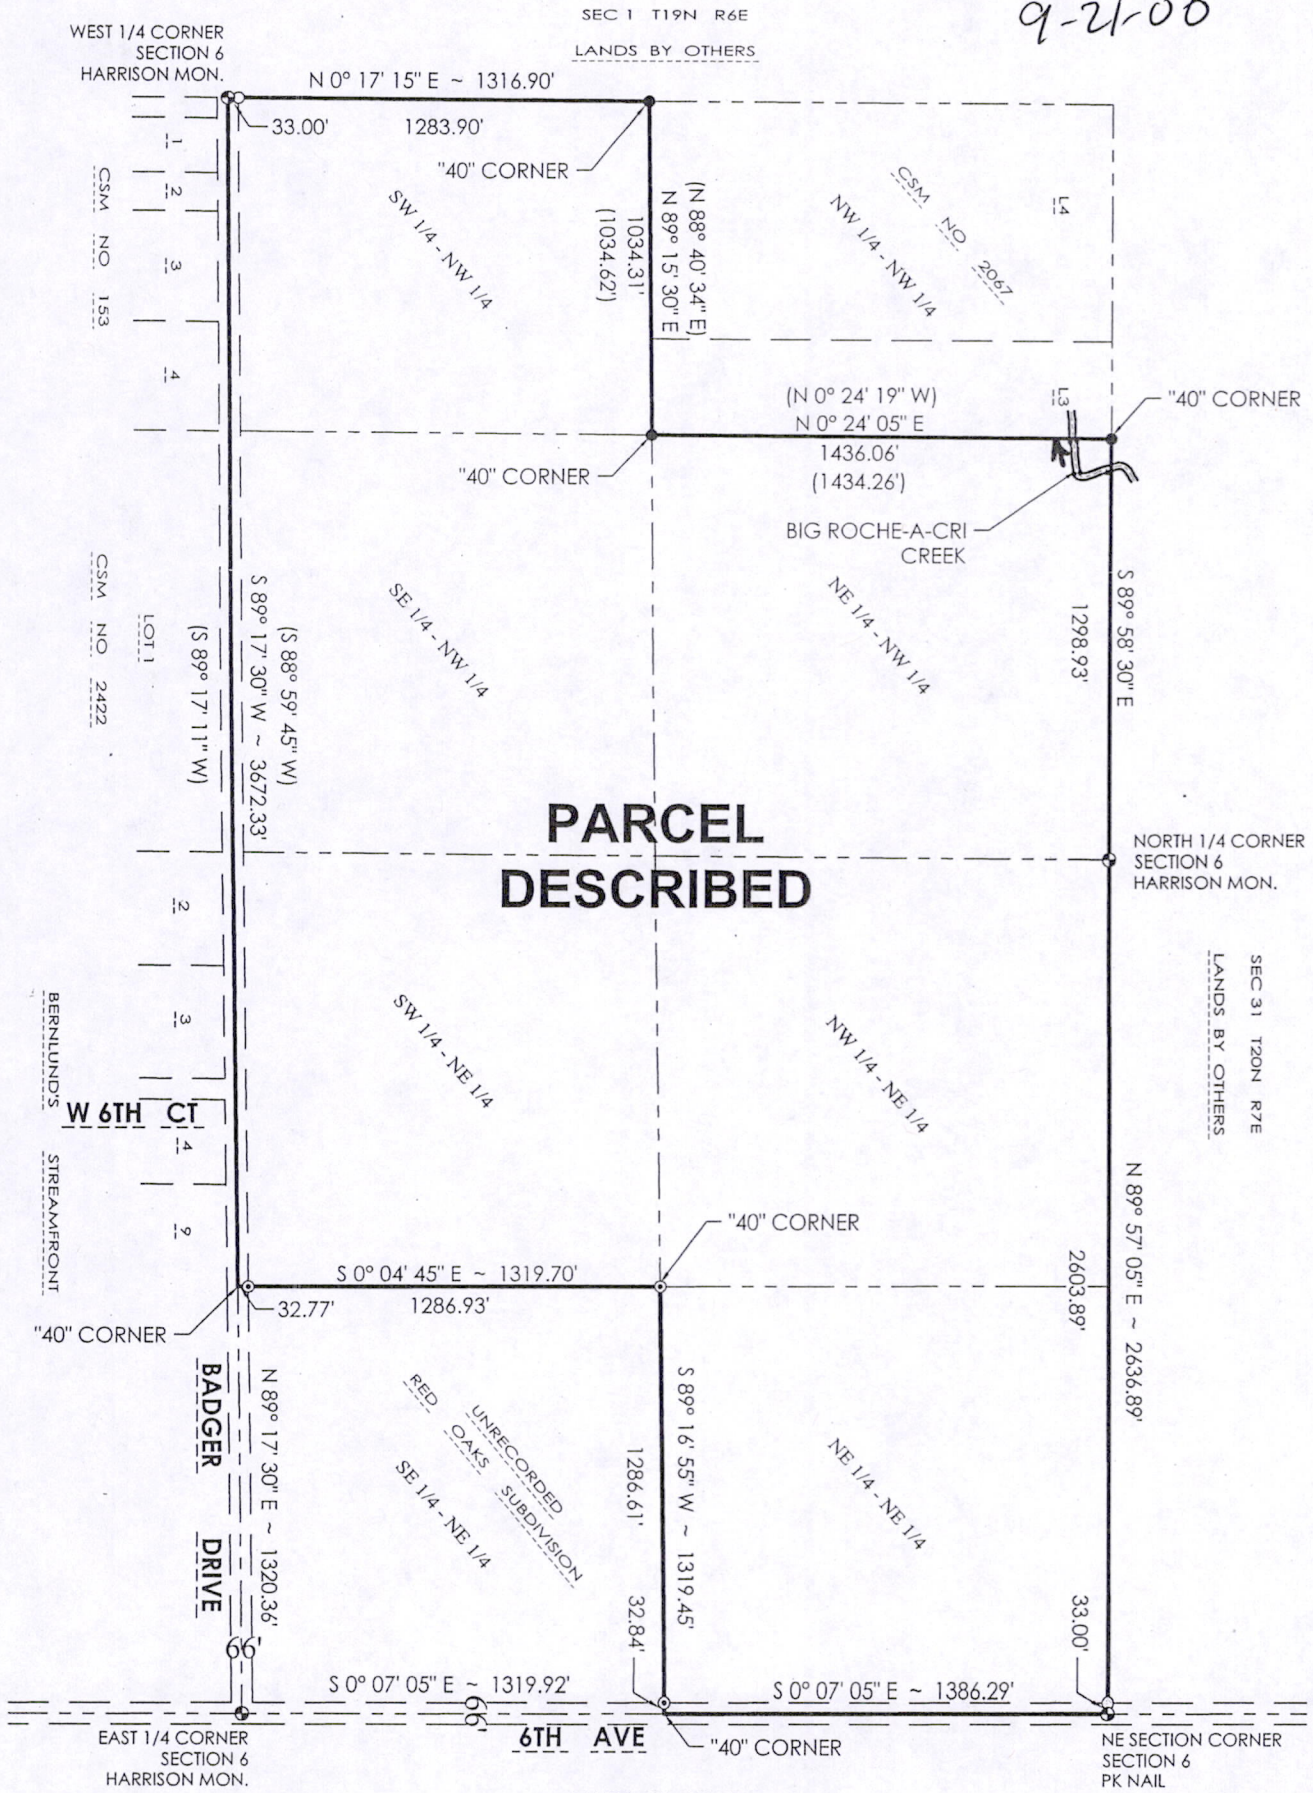 SEC 1 T19N R6E
LANDS BY OTHERS
9-21-00
WEST 1/4 CORNER
SECTION 6
HARRISON MON.
N 0° 17' 15" E ~ 1316.90'
33.00'
1283.90'
"40" CORNER
1
2
3
4
CSM NO 153
SW 1/4 - NW 1/4
(N 88° 40' 34" E)
N 89° 15' 30" E
1034.31'
(1034.62')
CSM NO 2067
NW 1/4 - NW 1/4
L4
L3
(N 0° 24' 19" W)
N 0° 24' 05" E
1436.06'
(1434.26')
"40" CORNER
"40" CORNER
BIG ROCHE-A-CRI
CREEK
CSM NO 2422
LOT 1
(S 88° 59' 45" W)
S 89° 17' 30" W ~ 3672.33'
(S 89° 17' 11" W)
SE 1/4 - NW 1/4
NE 1/4 - NW 1/4
S 89° 58' 30" E
1298.93'
PARCEL
DESCRIBED
NORTH 1/4 CORNER
SECTION 6
HARRISON MON.
2
3
4
9
BERNLUND'S STREAMFRONT
W 6TH CT
SW 1/4 - NE 1/4
NW 1/4 - NE 1/4
SEC 31 T20N R7E
LANDS BY OTHERS
N 89° 57' 05" E ~ 2636.89'
2603.89'
"40" CORNER
S 0° 04' 45" E ~ 1319.70'
32.77'
1286.93'
"40" CORNER
BADGER DRIVE
N 89° 17' 30" E ~ 1320.36'
UNRECORDED SUBDIVISION
RED OAKS
SE 1/4 - NE 1/4
S 89° 16' 55" W ~ 1319.45'
1286.61'
32.84'
NE 1/4 - NE 1/4
33.00'
66'
S 0° 07' 05" E ~ 1319.92'
66'
S 0° 07' 05" E ~ 1386.29'
6TH AVE
"40" CORNER
EAST 1/4 CORNER
SECTION 6
HARRISON MON.
NE SECTION CORNER
SECTION 6
PK NAIL